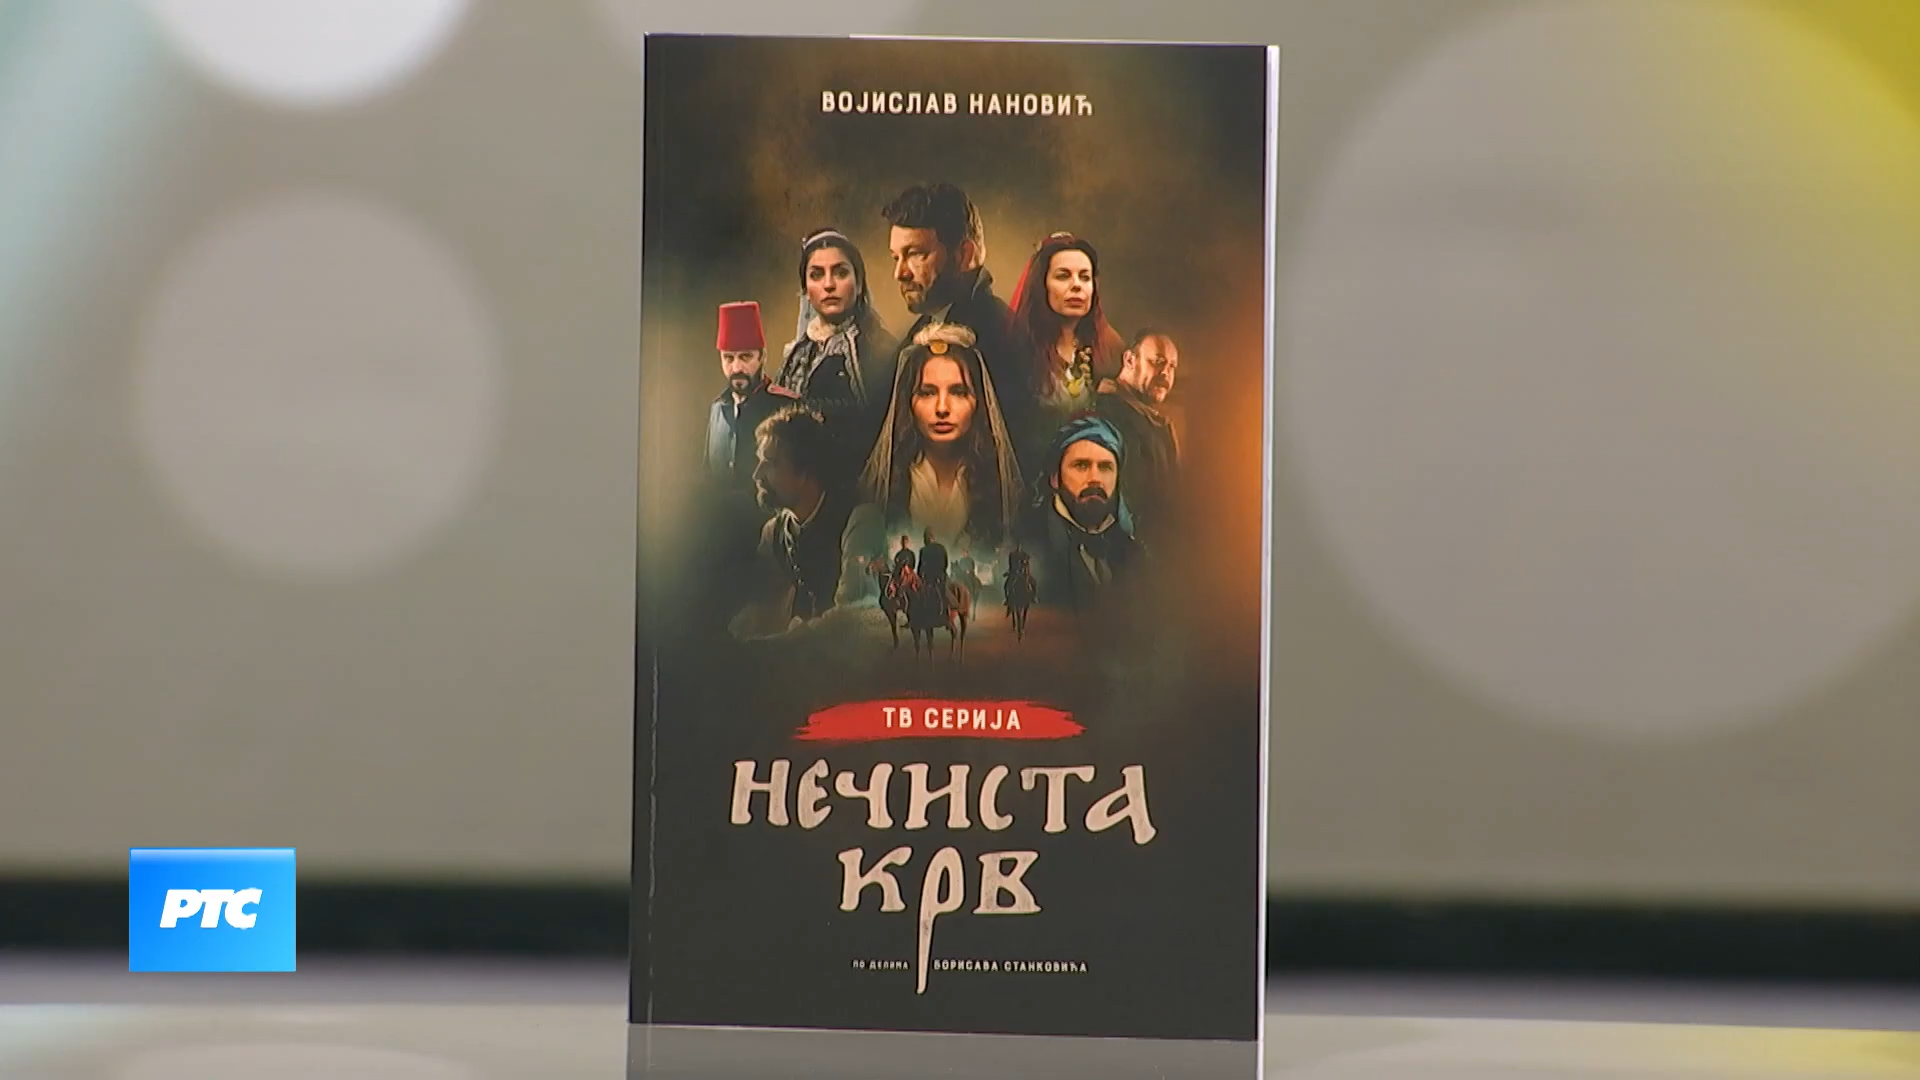 ВОЈИСЛАВ НАНОВИЋ
ТВ СЕРИЈА
НЕЧИСТА
КРВ
ПО ДЕЛИМА БОРИСАВА СТАНКОВИЋА
РТС